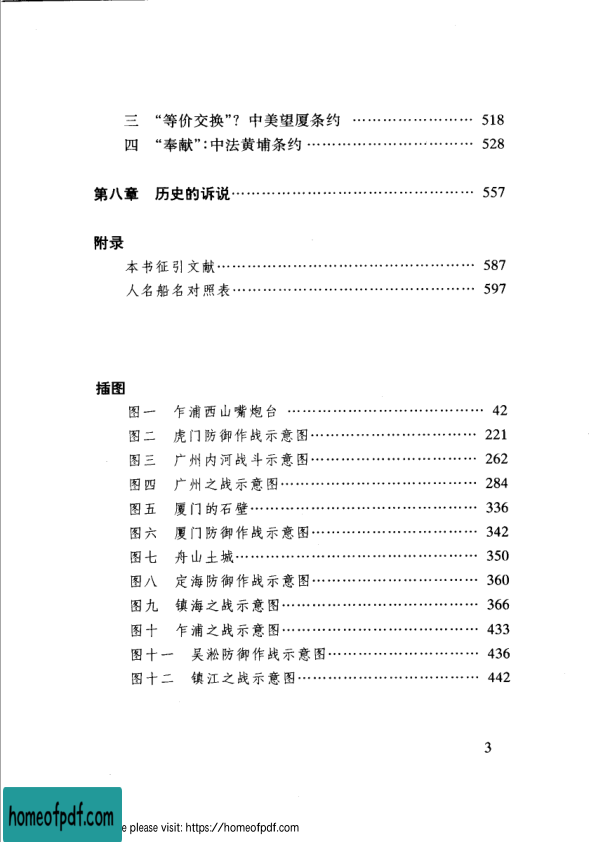 三 “等价交换”？中美望厦条约 …………………… 518
四 “奉献”：中法黄埔条约 …………………………… 528
第八章 历史的诉说 ………………………………………… 557
附录
本书征引文献 …………………………………………… 587
人名船名对照表 ………………………………………… 597
插图
图一 乍浦西山嘴炮台 ………………………………… 42
图二 虎门防御作战示意图 …………………………… 221
图三 广州内河战斗示意图 …………………………… 262
图四 广州之战示意图 ………………………………… 284
图五 厦门的石壁 ……………………………………… 336
图六 厦门防御作战示意图 …………………………… 342
图七 舟山土城 ………………………………………… 350
图八 定海防御作战示意图 …………………………… 360
图九 镇海之战示意图 ………………………………… 366
图十 乍浦之战示意图 ………………………………… 433
图十一 吴淞防御作战示意图 ………………………… 436
图十二 镇江之战示意图 ……………………………… 442
3
homeofpdf.com
e please visit: https://homeofpdf.com